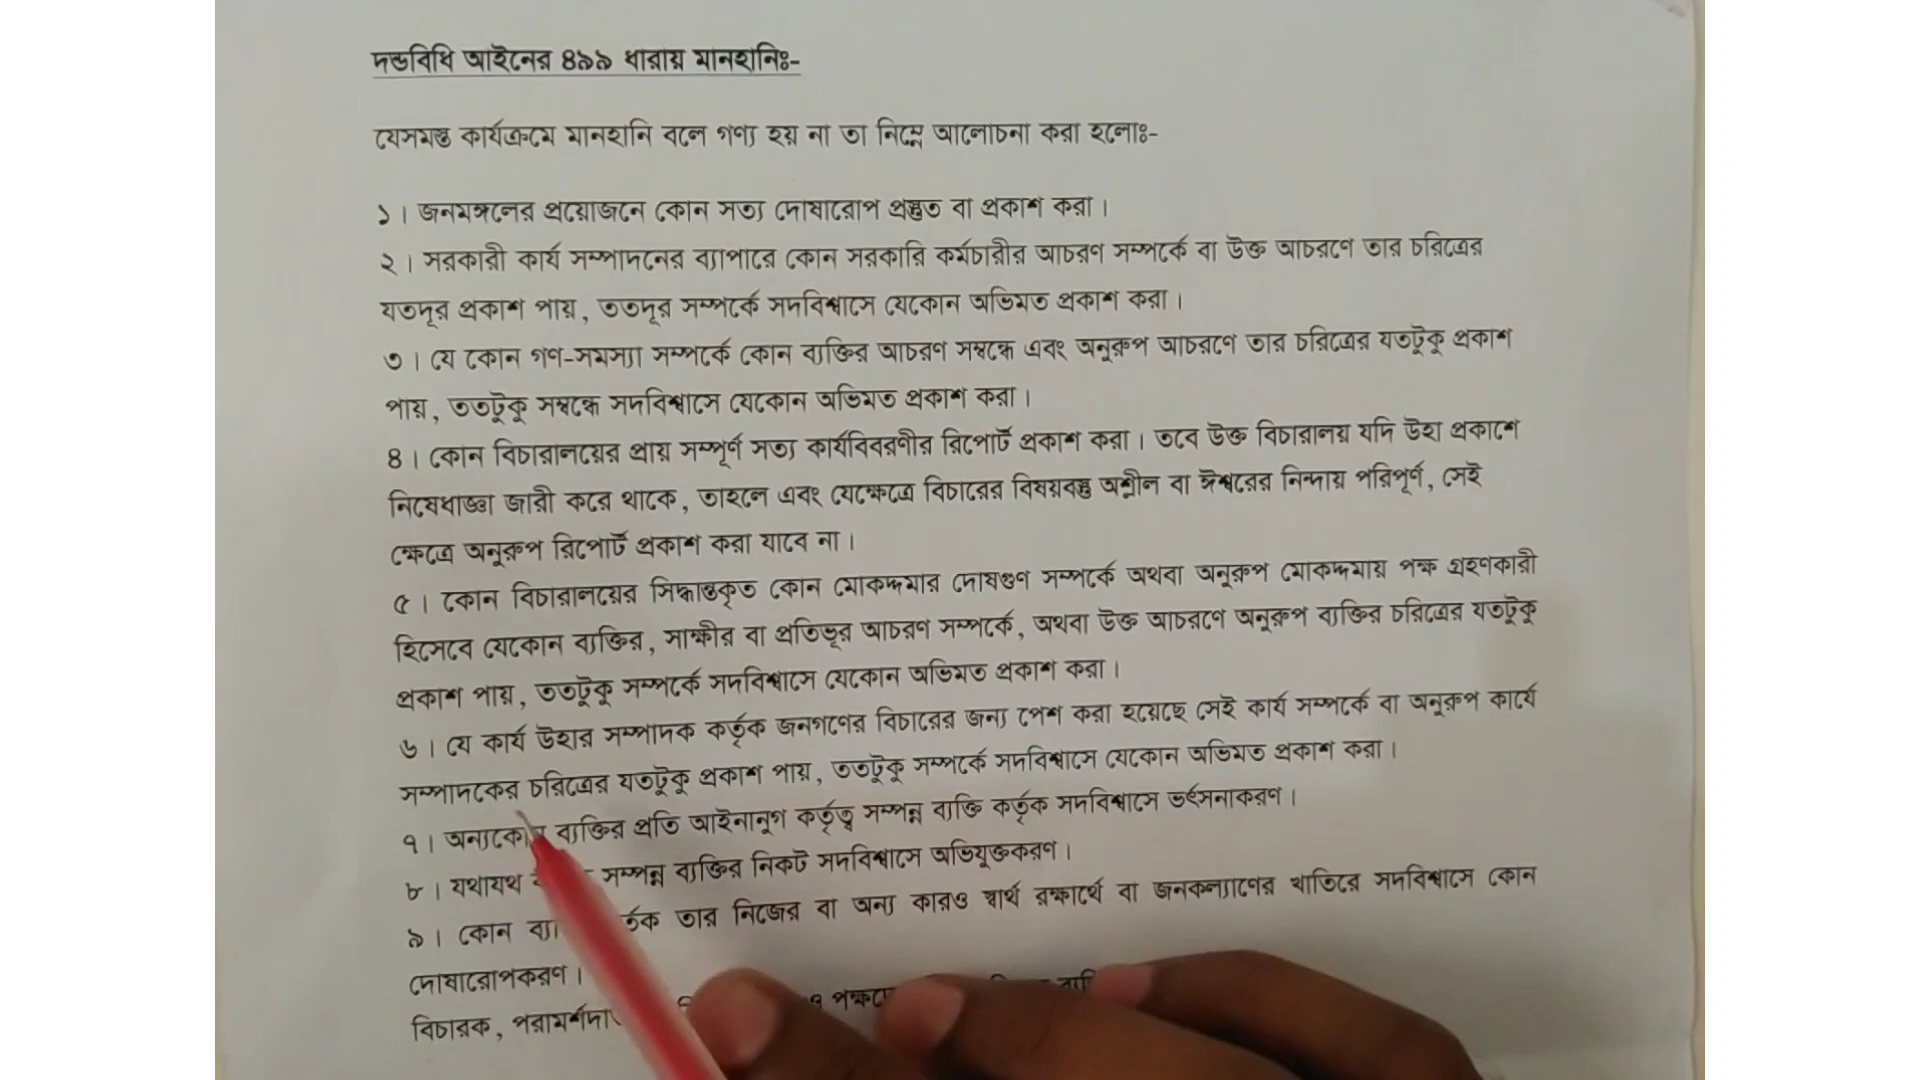 দন্ডবিধি আইনের ৪৯৯ ধারায় মানহানিঃ-
যেসমস্ত কার্যক্রমে মানহানি বলে গণ্য হয় না তা নিম্নে আলোচনা করা হলোঃ-
১। জনমঙ্গলের প্রয়োজনে কোন সত্য দোষারোপ প্রস্তুত বা প্রকাশ করা।
২। সরকারী কার্য সম্পাদনের ব্যাপারে কোন সরকারি কর্মচারীর আচরণ সম্পর্কে বা উক্ত আচরণে তার চরিত্রের
যতদূর প্রকাশ পায়, ততদূর সম্পর্কে সদবিশ্বাসে যেকোন অভিমত প্রকাশ করা।
৩। যে কোন গণ-সমস্যা সম্পর্কে কোন ব্যক্তির আচরণ সম্বন্ধে এবং অনুরুপ আচরণে তার চরিত্রের যতটুকু প্রকাশ
পায়, ততটুকু সম্বন্ধে সদবিশ্বাসে যেকোন অভিমত প্রকাশ করা।
৪। কোন বিচারালয়ের প্রায় সম্পূর্ণ সত্য কার্যবিবরণীর রিপোর্ট প্রকাশ করা। তবে উক্ত বিচারালয় যদি উহা প্রকাশে
নিষেধাজ্ঞা জারী করে থাকে, তাহলে এবং যেক্ষেত্রে বিচারের বিষয়বস্তু অশ্লীল বা ঈশ্বরের নিন্দায় পরিপূর্ণ, সেই
ক্ষেত্রে অনুরুপ রিপোর্ট প্রকাশ করা যাবে না।
৫। কোন বিচারালয়ের সিদ্ধান্তকৃত কোন মোকদ্দমার দোষগুণ সম্পর্কে অথবা অনুরুপ মোকদ্দমায় পক্ষ গ্রহণকারী
হিসেবে যেকোন ব্যক্তির, সাক্ষীর বা প্রতিভূর আচরণ সম্পর্কে, অথবা উক্ত আচরণে অনুরুপ ব্যক্তির চরিত্রের যতটুকু
প্রকাশ পায়, ততটুকু সম্পর্কে সদবিশ্বাসে যেকোন অভিমত প্রকাশ করা।
৬। যে কার্য উহার সম্পাদক কর্তৃক জনগণের বিচারের জন্য পেশ করা হয়েছে সেই কার্য সম্পর্কে বা অনুরুপ কার্যে
সম্পাদকের চরিত্রের যতটুকু প্রকাশ পায়, ততটুকু সম্পর্কে সদবিশ্বাসে যেকোন অভিমত প্রকাশ করা।
৭। অন্যকোন ব্যক্তির প্রতি আইনানুগ কর্তৃত্ব সম্পন্ন ব্যক্তি কর্তৃক সদবিশ্বাসে ভর্ৎসনাকরণ।
৮। যথাযথ সম্পন্ন ব্যক্তির নিকট সদবিশ্বাসে অভিযুক্তকরণ।
৯। কোন তার নিজের বা অন্য কারও স্বার্থ রক্ষার্থে বা জনকল্যাণের খাতিরে সদবিশ্বাসে কোন
দোষারোপকরণ।
বিচারক,